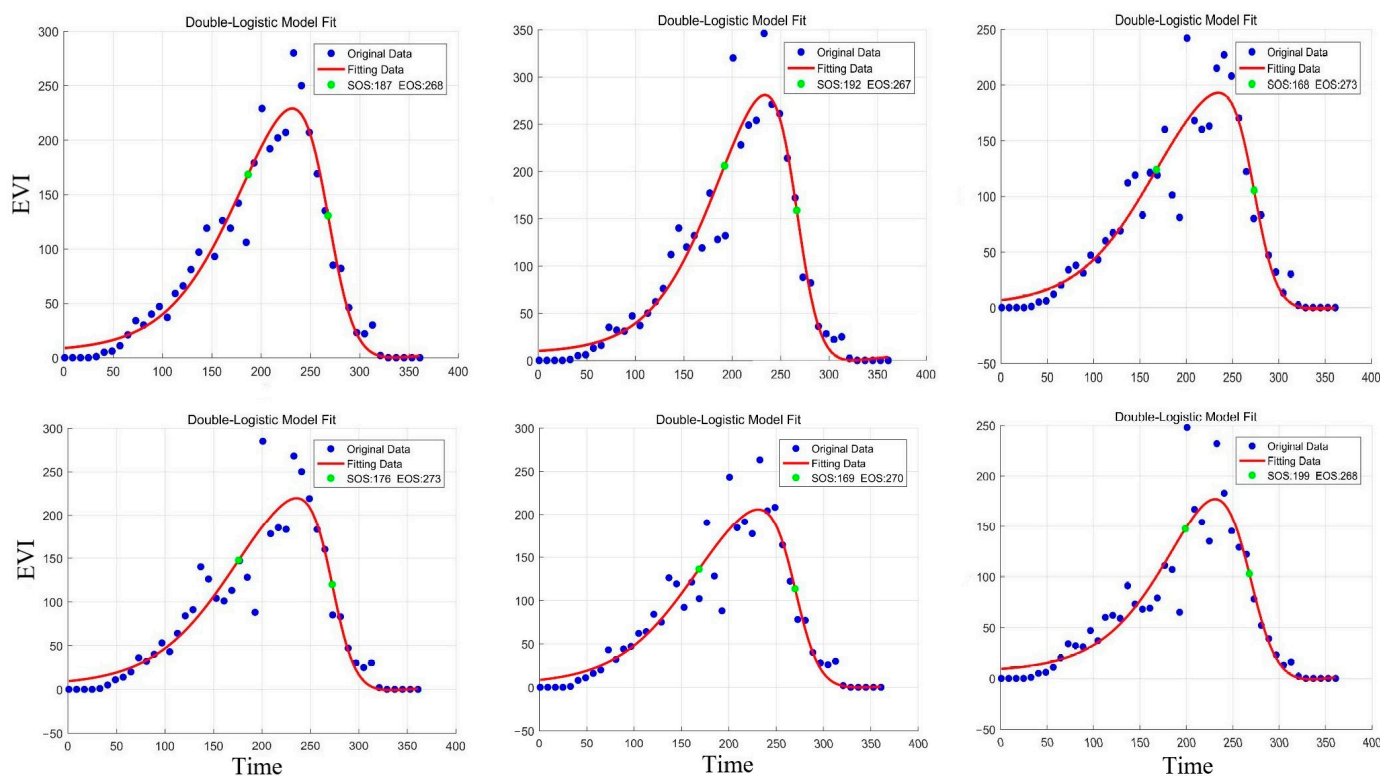 Double-Logistic Model Fit
300
250
200
150
100
50
0
EVI
Original Data
Fitting Data
SOS:187 EOS:268
0 50 100 150 200 250 300 350 400
Double-Logistic Model Fit
350
300
250
200
150
100
50
0
Original Data
Fitting Data
SOS:192 EOS:267
0 50 100 150 200 250 300 350 400
Double-Logistic Model Fit
250
200
150
100
50
0
−50
Original Data
Fitting Data
SOS:168 EOS:273
0 50 100 150 200 250 300 350 400
Double-Logistic Model Fit
300
250
200
150
100
50
0
−50
EVI
Original Data
Fitting Data
SOS:176 EOS:273
0 50 100 150 200 250 300 350 400
Time
Double-Logistic Model Fit
300
250
200
150
100
50
0
−50
Original Data
Fitting Data
SOS:169 EOS:270
0 50 100 150 200 250 300 350 400
Time
Double-Logistic Model Fit
250
200
150
100
50
0
−50
Original Data
Fitting Data
SOS:199 EOS:268
0 50 100 150 200 250 300 350 400
Time